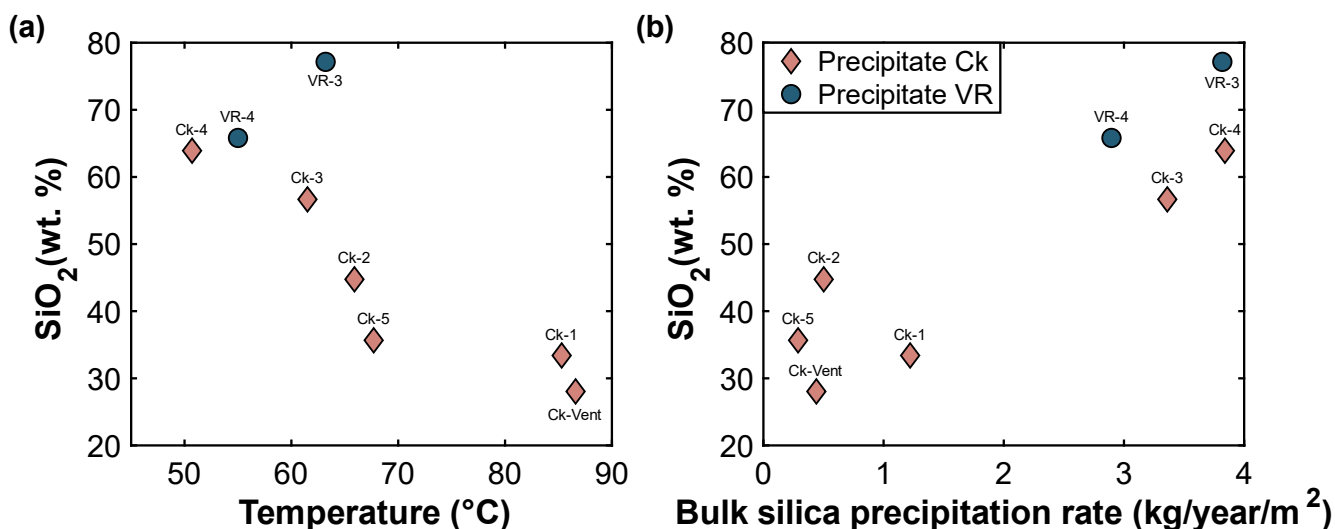 (a)
80
70
60
50
40
30
20
SiO2(wt. %)
VR-3
VR-4
Ck-4
Ck-3
Ck-2
Ck-5
Ck-1
Ck-Vent
50 60 70 80 90
Temperature (°C)
(b)
80
70
60
50
40
30
20
SiO2(wt. %)
Precipitate Ck
Precipitate VR
VR-3
VR-4
Ck-4
Ck-3
Ck-2
Ck-5
Ck-1
Ck-Vent
0 1 2 3 4
Bulk silica precipitation rate (kg/year/m2)